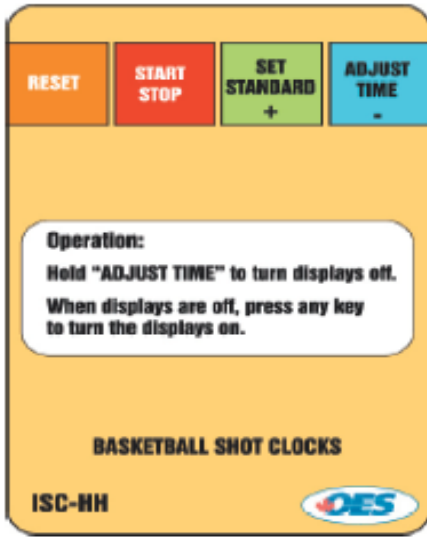 RESET
START
STOP
SET
STANDARD
+
ADJUST
TIME
-
Operation:
Hold "ADJUST TIME" to turn displays off.
When displays are off, press any key
to turn the displays on.
BASKETBALL SHOT CLOCKS
ISC-HH
OES